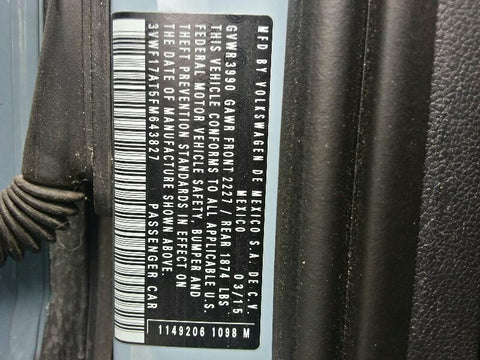 MFD BY VOLKSWAGEN DE MEXICO S.A. DE C.V.
MEXICO 03/15
GVWR3990 GAWR FRONT 2227 / REAR 1874 LBS
THIS VEHICLE CONFORMS TO ALL APPLICABLE U.S.
FEDERAL MOTOR VEHICLE SAFETY, BUMPER AND
THEFT PREVENTION STANDARDS IN EFFECT ON
THE DATE OF MANUFACTURE SHOWN ABOVE.
3VWF17AT5FM643827 PASSENGER CAR
1149206 1098 M